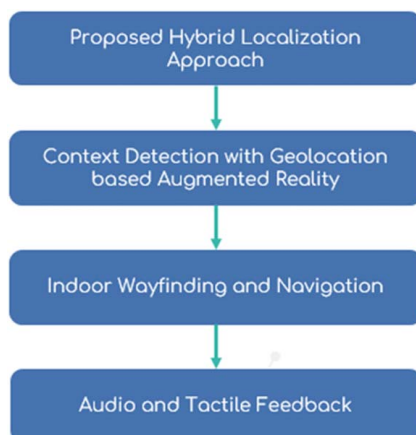 Proposed Hybrid Localization
Approach
Context Detection with Geolocation
based Augmented Reality
Indoor Wayfinding and Navigation
Audio and Tactile Feedback